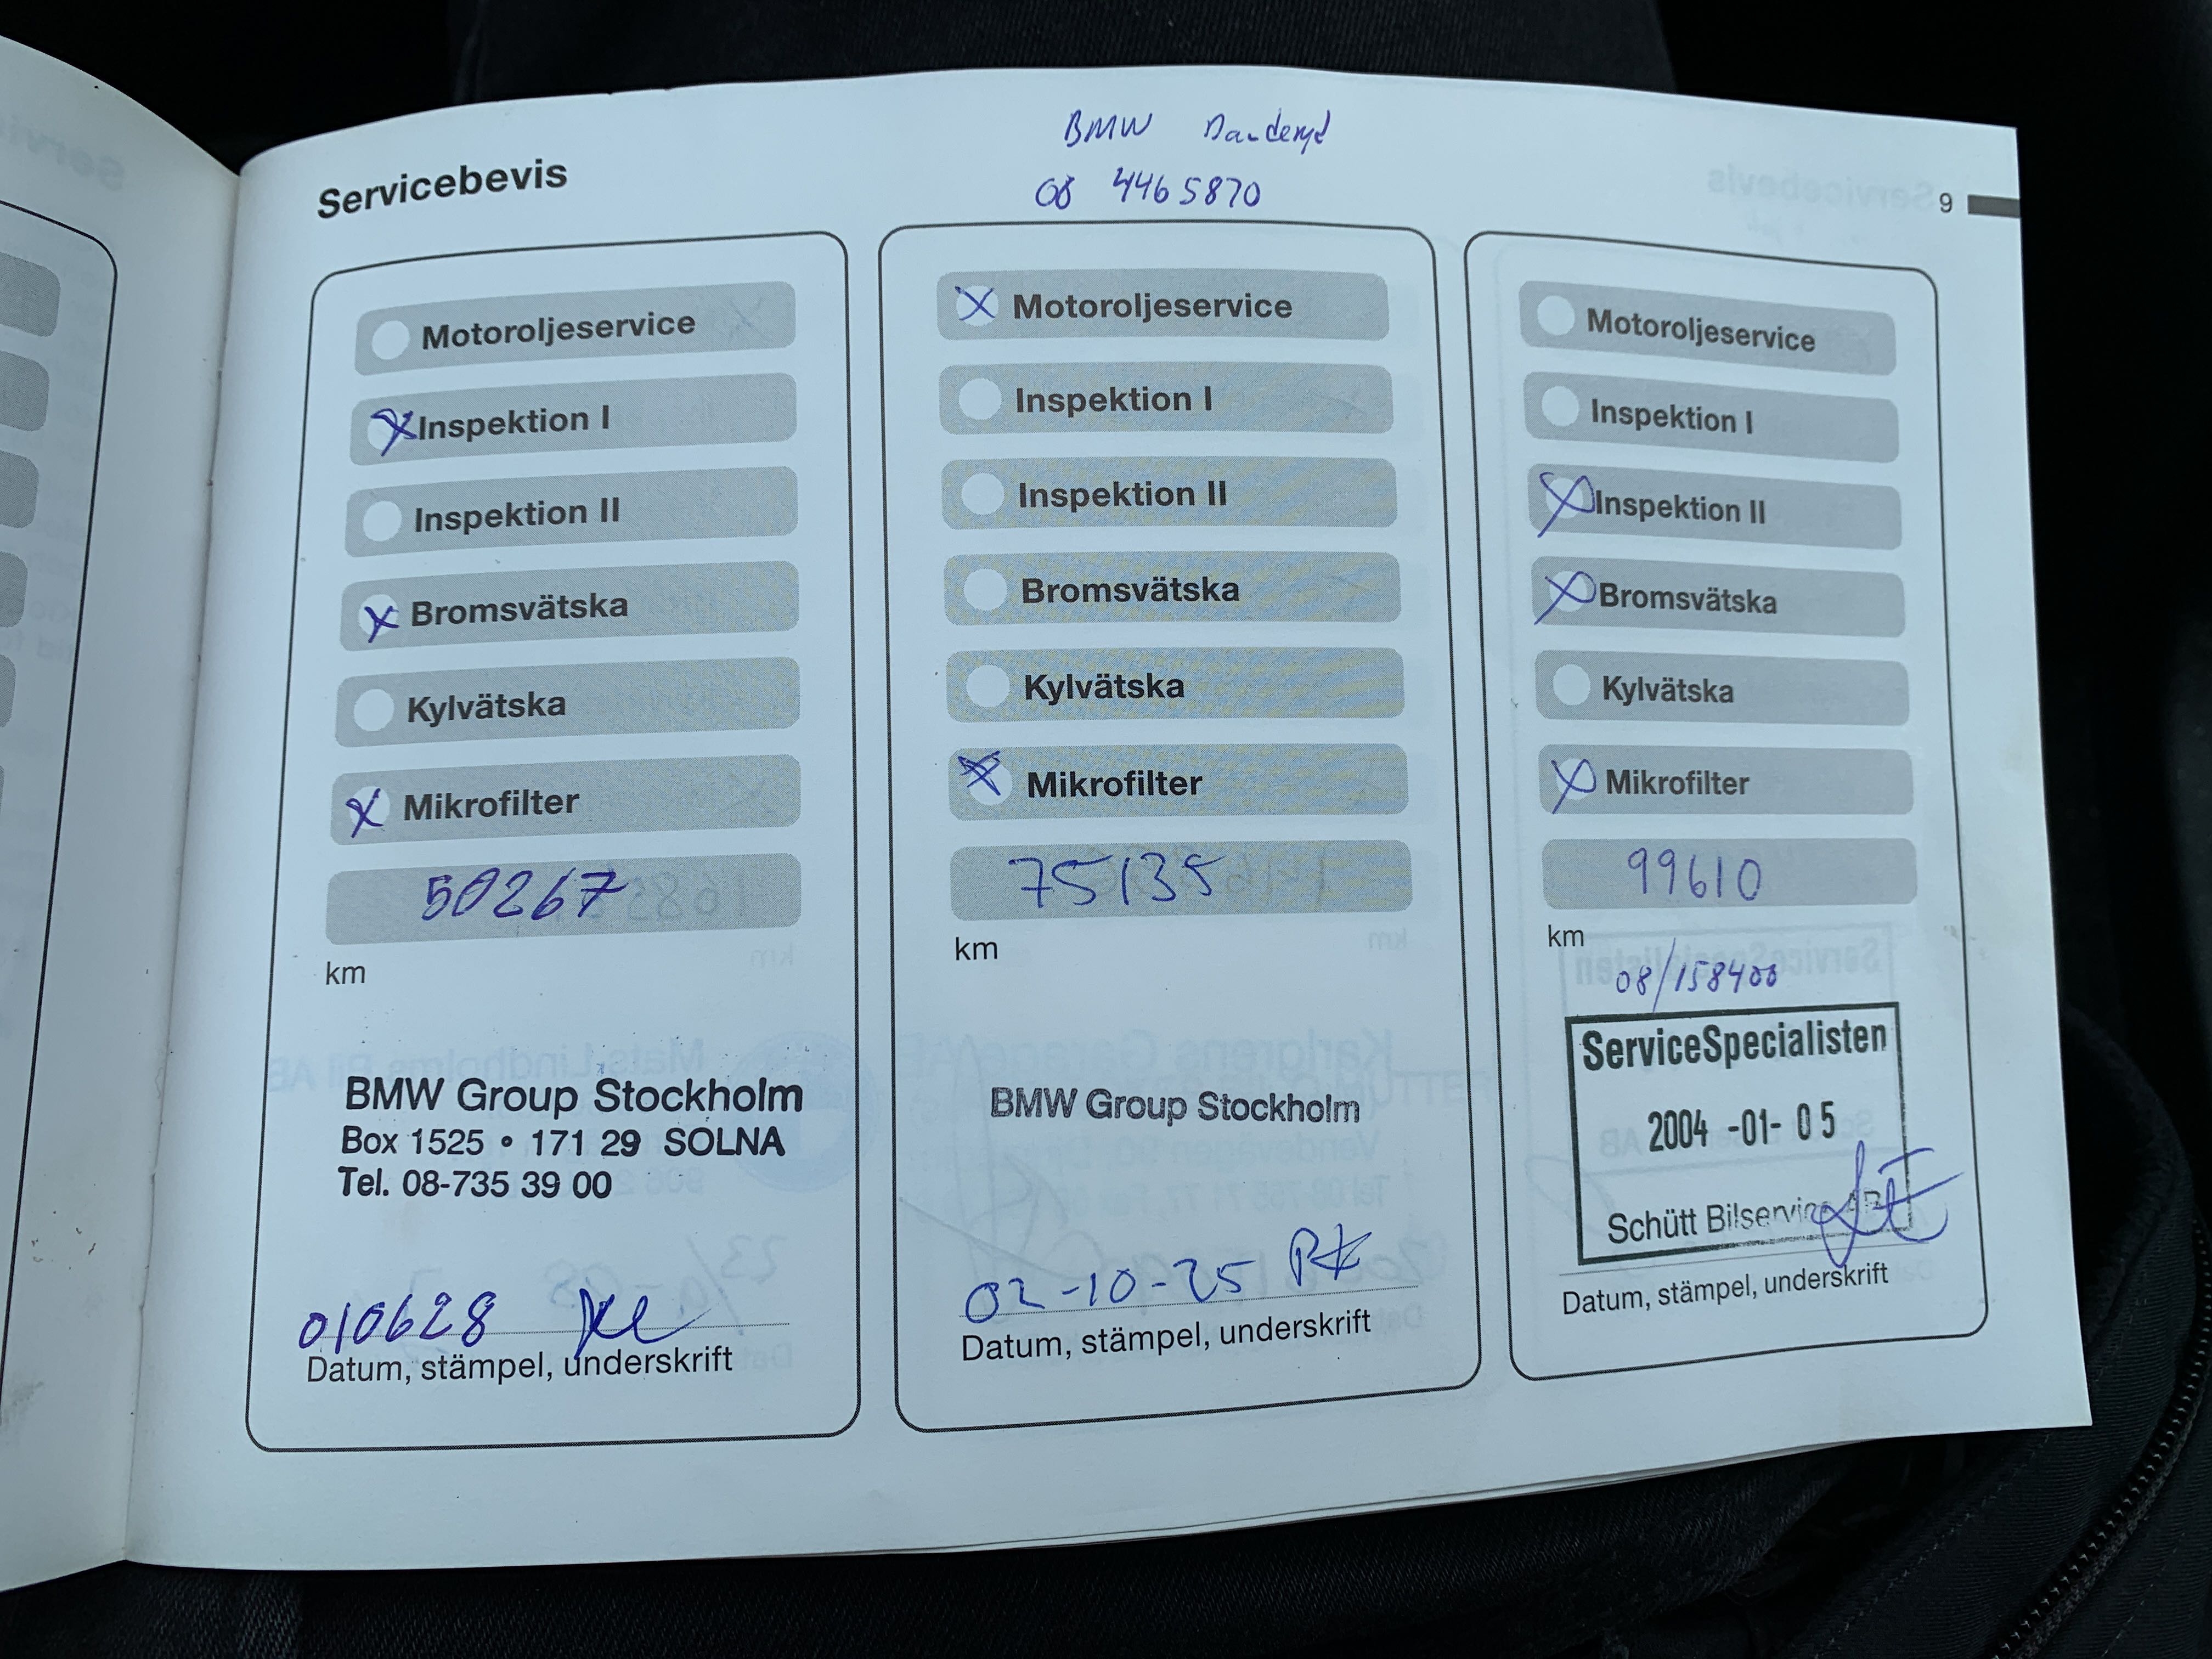 Servicebevis
BMW Danderyd
08 4465870
9
Motoroljeservice
X Inspektion I
Inspektion II
X Bromsvätska
Kylvätska
X Mikrofilter
50267
km
BMW Group Stockholm
Box 1525 • 171 29 SOLNA
Tel. 08-735 39 00
010628
Datum, stämpel, underskrift
X Motoroljeservice
Inspektion I
Inspektion II
Bromsvätska
Kylvätska
X Mikrofilter
75135
km
BMW Group Stockholm
02-10-25
Datum, stämpel, underskrift
Motoroljeservice
Inspektion I
X Inspektion II
X Bromsvätska
Kylvätska
X Mikrofilter
99610
km
08/158400
ServiceSpecialisten
2004 -01- 05
Schütt Bilservice AB
Datum, stämpel, underskrift